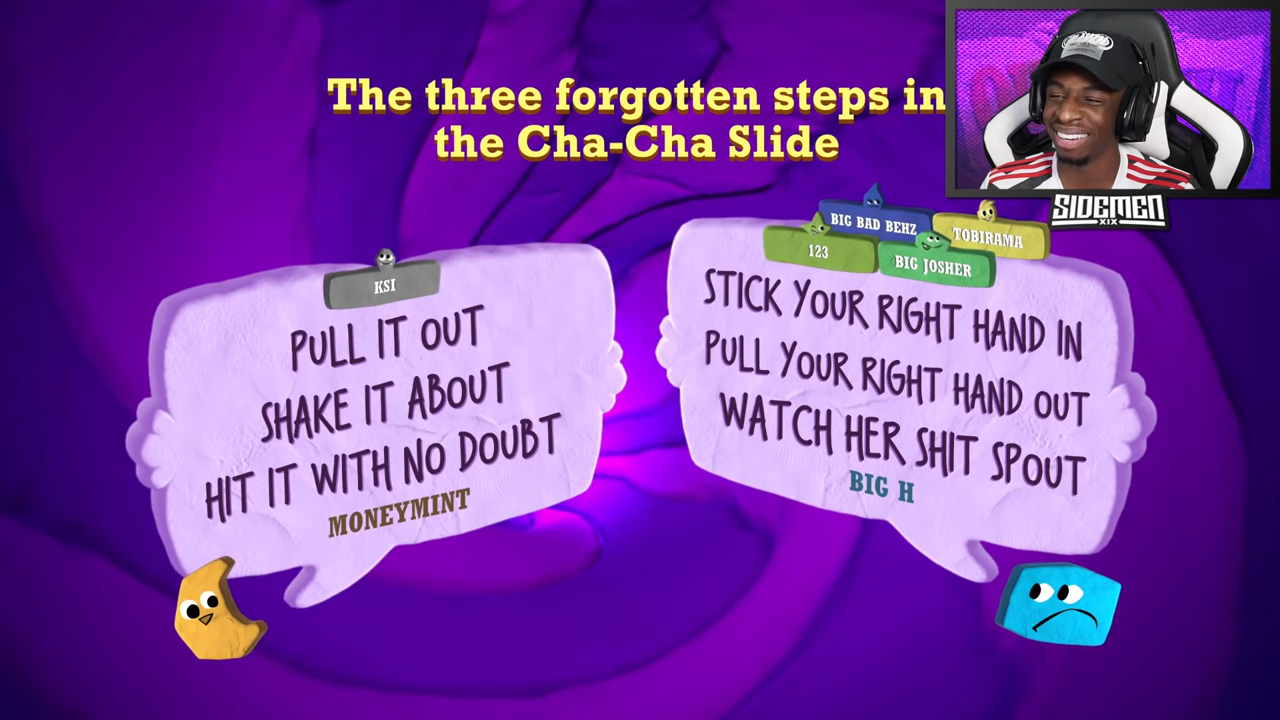 The three forgotten steps in
the Cha-Cha Slide
SIDEMEN
XIX
KSI
PULL IT OUT
SHAKE IT ABOUT
HIT IT WITH NO DOUBT
MONEYMINT
BIG BAD BEHZ
TOBIRAMA
123
BIG JOSHER
STICK YOUR RIGHT HAND IN
PULL YOUR RIGHT HAND OUT
WATCH HER SHIT SPOUT
BIG H